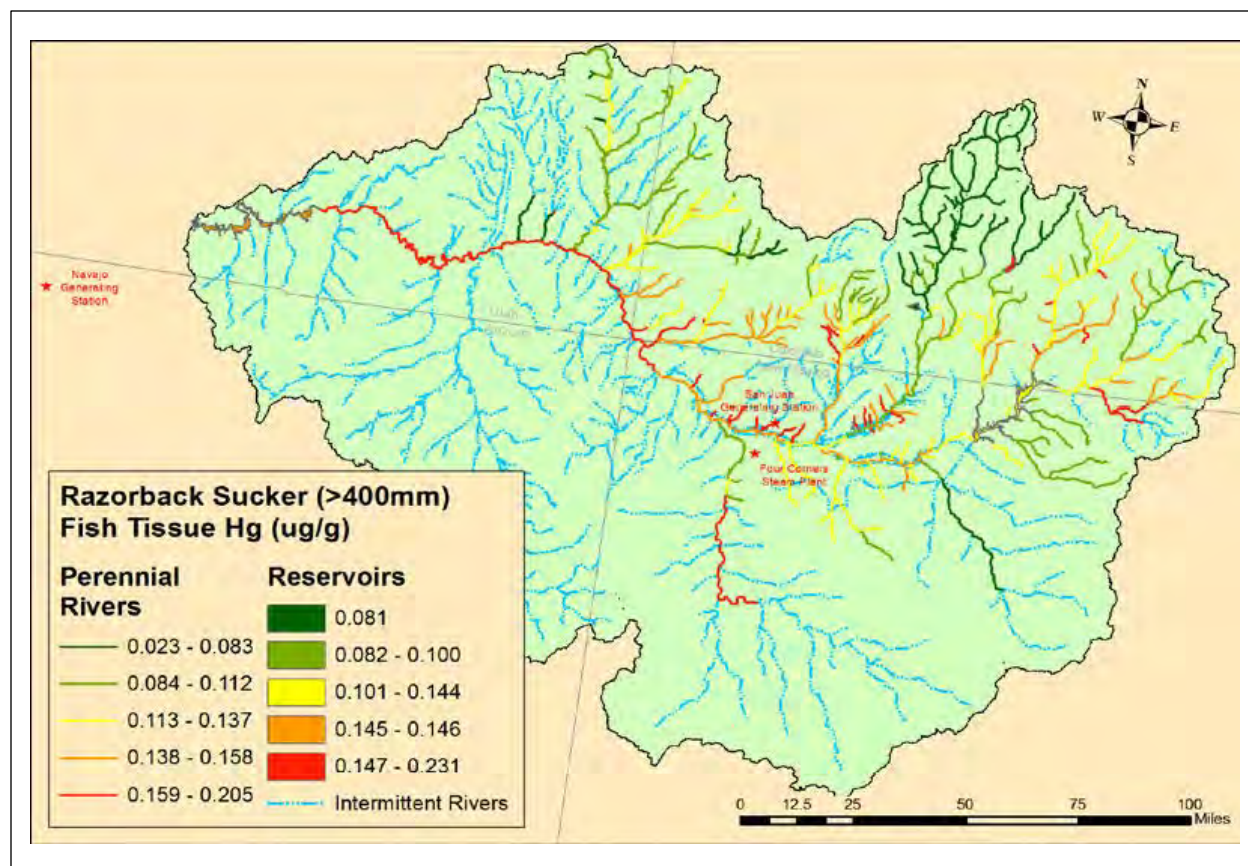 N
W
E
S
Navajo
Generating
Station
Utah
Arizona
Colorado
San Juan
Generating Station
Four Corners
Steam Plant
Razorback Sucker (>400mm)
Fish Tissue Hg (ug/g)
Perennial
Rivers
0.023 - 0.083
0.084 - 0.112
0.113 - 0.137
0.138 - 0.158
0.159 - 0.205
Reservoirs
0.081
0.082 - 0.100
0.101 - 0.144
0.145 - 0.146
0.147 - 0.231
Intermittent Rivers
0 12.5 25 50 75 100
Miles